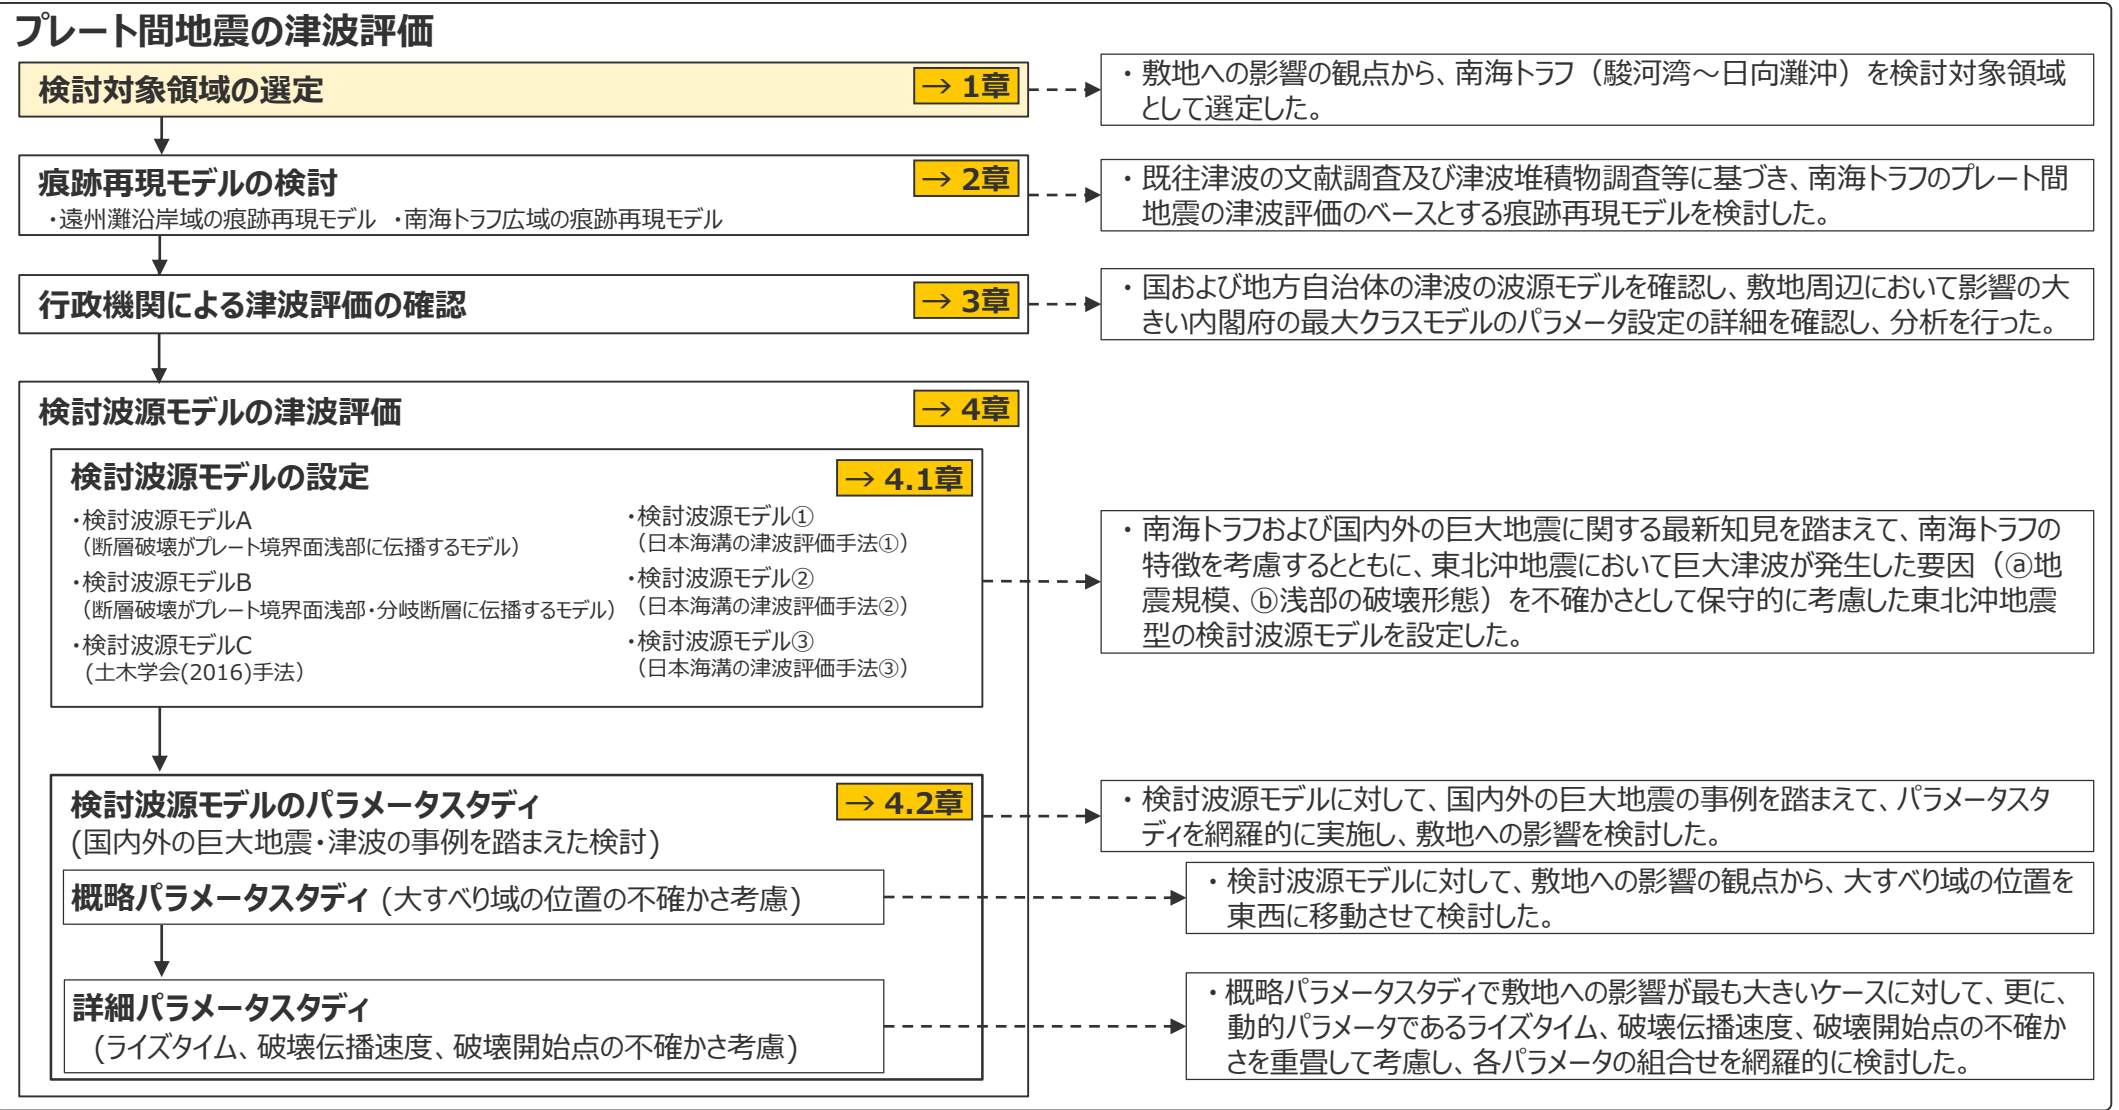 プレート間地震の津波評価
検討対象領域の選定
→ 1章
・敷地への影響の観点から、南海トラフ（駿河湾～日向灘沖）を検討対象領域
として選定した。
痕跡再現モデルの検討
→ 2章
・遠州灘沿岸域の痕跡再現モデル ・南海トラフ広域の痕跡再現モデル
・既往津波の文献調査及び津波堆積物調査等に基づき、南海トラフのプレート間
地震の津波評価のベースとする痕跡再現モデルを検討した。
行政機関による津波評価の確認
→ 3章
・国および地方自治体の津波の波源モデルを確認し、敷地周辺において影響の大
きい内閣府の最大クラスモデルのパラメータ設定の詳細を確認し、分析を行った。
検討波源モデルの津波評価
→ 4章
検討波源モデルの設定
→ 4.1章
・検討波源モデルA
（断層破壊がプレート境界面浅部に伝播するモデル）
・検討波源モデルB
（断層破壊がプレート境界面浅部・分岐断層に伝播するモデル）
・検討波源モデルC
(土木学会(2016)手法）
・検討波源モデル①
（日本海溝の津波評価手法①）
・検討波源モデル②
（日本海溝の津波評価手法②）
・検討波源モデル③
（日本海溝の津波評価手法③）
・南海トラフおよび国内外の巨大地震に関する最新知見を踏まえて、南海トラフの
特徴を考慮するとともに、東北沖地震において巨大津波が発生した要因（ⓐ地
震規模、ⓑ浅部の破壊形態）を不確かさとして保守的に考慮した東北沖地震
型の検討波源モデルを設定した。
検討波源モデルのパラメータスタディ
→ 4.2章
(国内外の巨大地震・津波の事例を踏まえた検討)
・検討波源モデルに対して、国内外の巨大地震の事例を踏まえて、パラメータスタ
ディを網羅的に実施し、敷地への影響を検討した。
概略パラメータスタディ (大すべり域の位置の不確かさ考慮)
・検討波源モデルに対して、敷地への影響の観点から、大すべり域の位置を
東西に移動させて検討した。
詳細パラメータスタディ
(ライズタイム、破壊伝播速度、破壊開始点の不確かさ考慮)
・概略パラメータスタディで敷地への影響が最も大きいケースに対して、更に、
動的パラメータであるライズタイム、破壊伝播速度、破壊開始点の不確か
さを重畳して考慮し、各パラメータの組合せを網羅的に検討した。